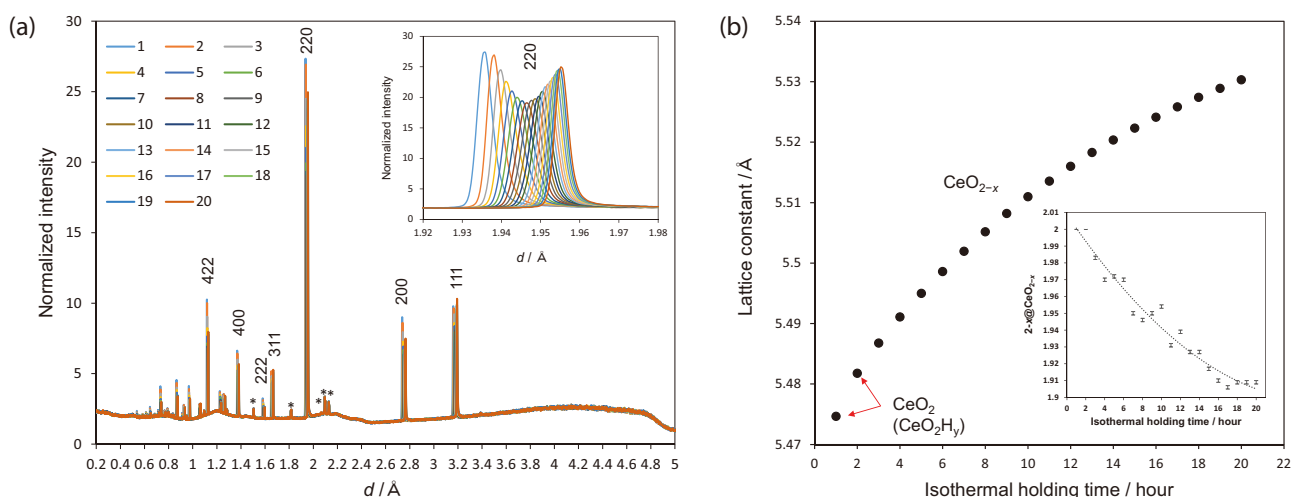 (a)
30
25
20
15
10
5
0
Normalized intensity
1 2 3
4 5 6
7 8 9
10 11 12
13 14 15
16 17 18
19 20
422
400
222
311
220
200
111
* * * * *
0.2 0.4 0.6 0.8 1 1.2 1.4 1.6 1.8 2 2.2 2.4 2.6 2.8 3 3.2 3.4 3.6 3.8 4 4.2 4.4 4.6 4.8 5
d / Å
30
25
20
15
10
5
0
Normalized intensity
220
1.92 1.93 1.94 1.95 1.96 1.97 1.98
d / Å
(b)
5.54
5.53
5.52
5.51
5.5
5.49
5.48
5.47
Lattice constant / Å
CeO2−x
CeO2
(CeO2Hy)
0 2 4 6 8 10 12 14 16 18 20 22
Isothermal holding time / hour
2.01
2
1.99
1.98
1.97
1.96
1.95
1.94
1.93
1.92
1.91
1.9
2-x@CeO2−x
0 2 4 6 8 10 12 14 16 18 20
Isothermal holding time / hour